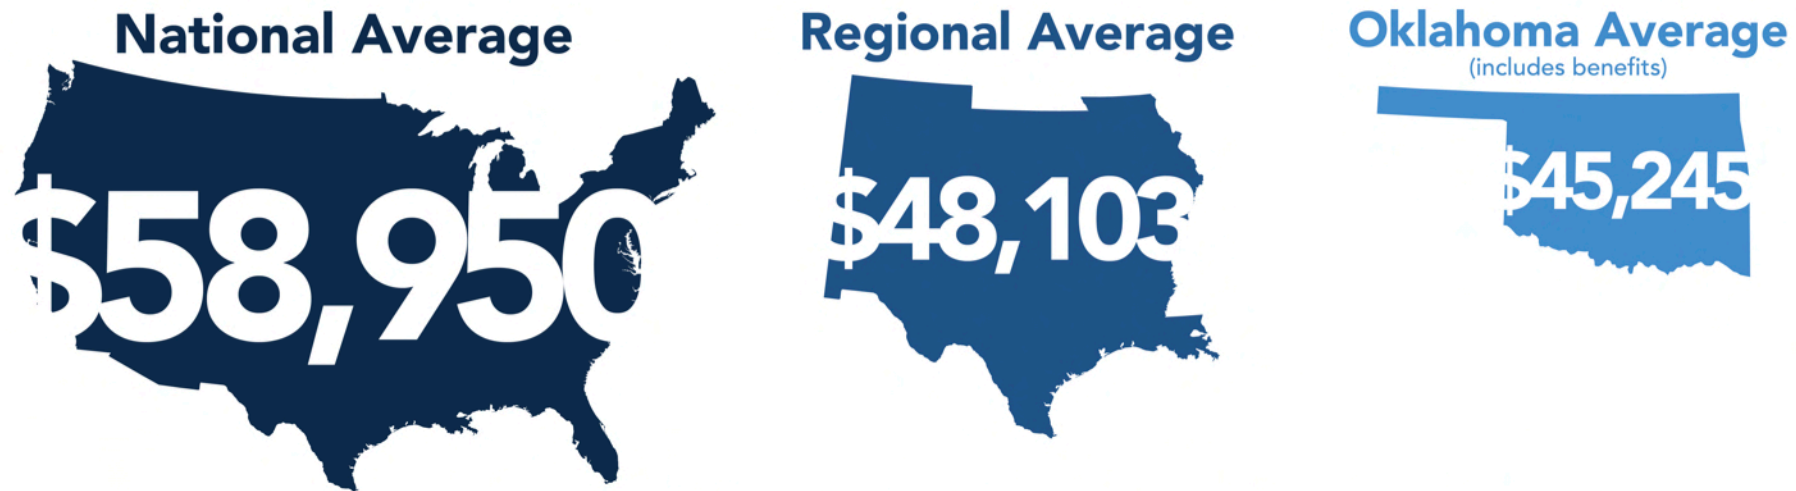 National Average
$58,950
Regional Average
$48,103
Oklahoma Average
(includes benefits)
$45,245